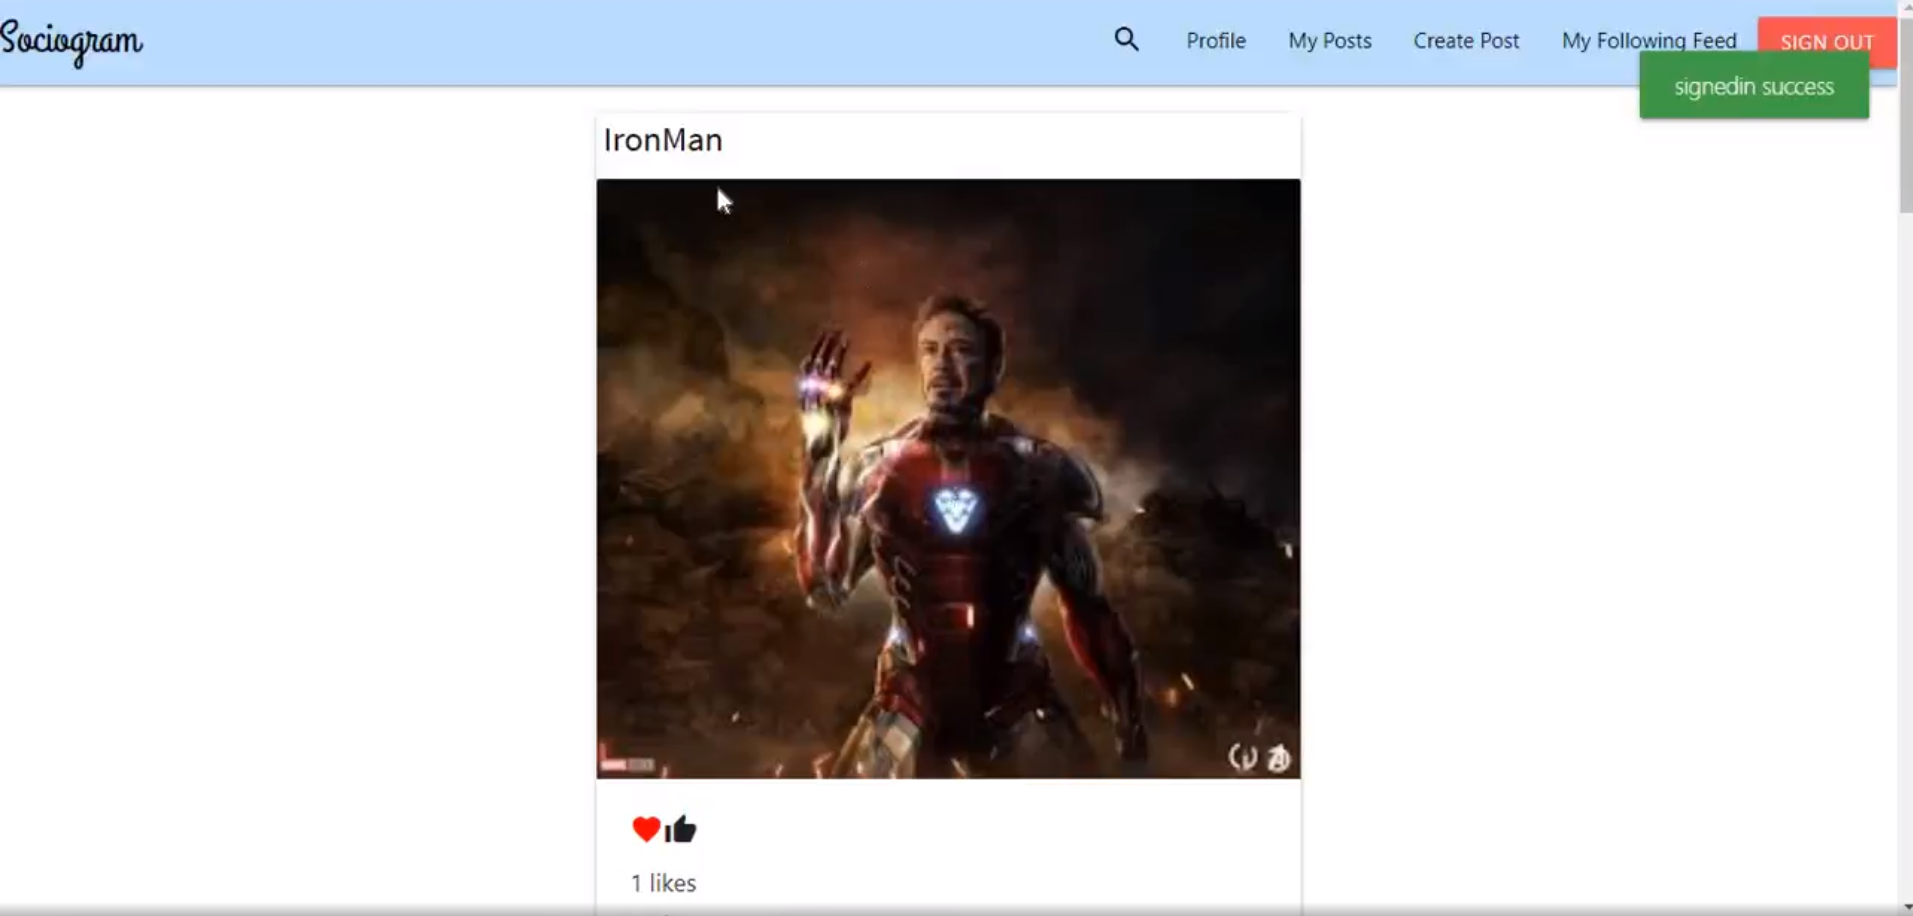 Sociogram
Profile
My Posts
Create Post
My Following Feed
SIGN OUT
signedin success
IronMan
1 likes